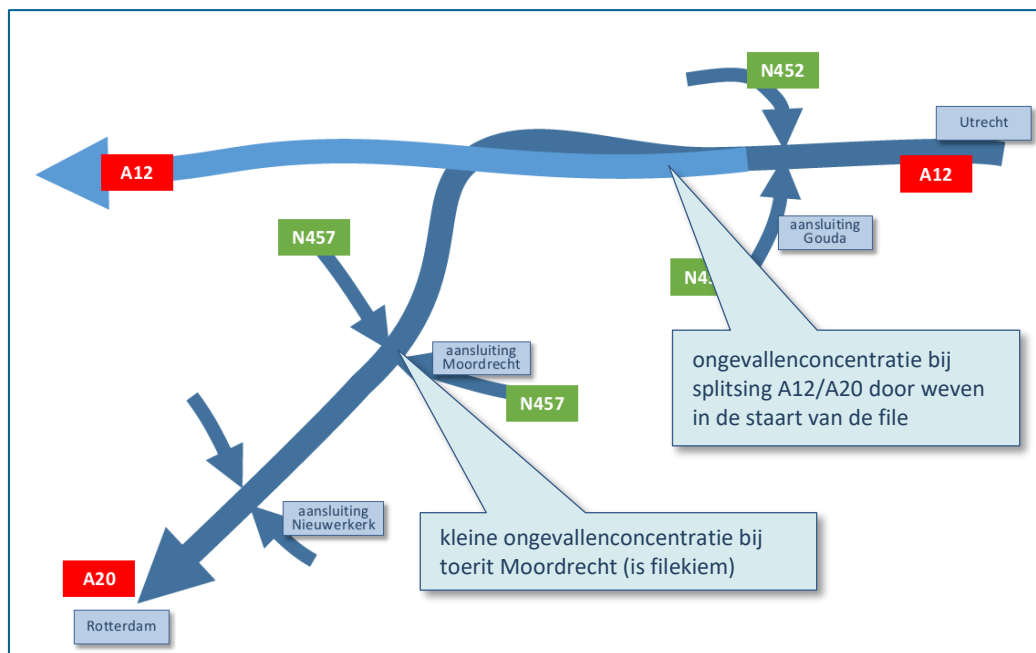 N452
Utrecht
A12
A12
aansluiting
Gouda
N457
aansluiting
Moordrecht
N457
ongevallenconcentratie bij
splitsing A12/A20 door weven
in de staart van de file
aansluiting
Nieuwerkerk
kleine ongevallenconcentratie bij
toerit Moordrecht (is filekiem)
A20
Rotterdam